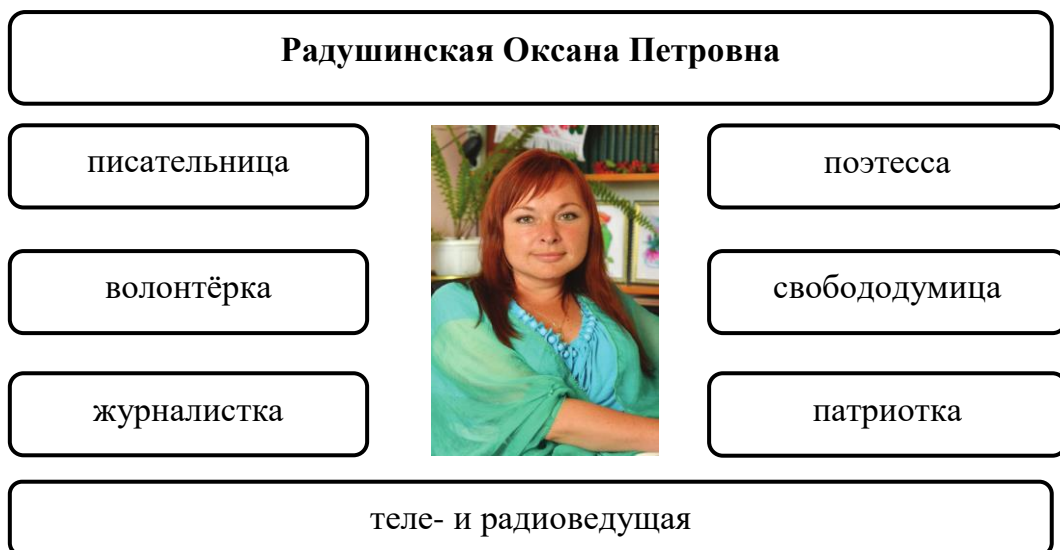 Радушинская Оксана Петровна
писательница
поэтесса
волонтёрка
свобододумица
журналистка
патриотка
теле- и радиоведущая